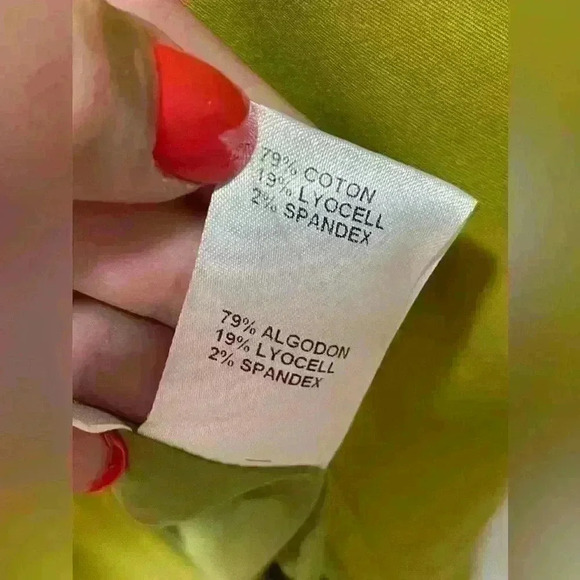 79% COTON
19% LYOCELL
2% SPANDEX
79% ALGODON
19% LYOCELL
2% SPANDEX